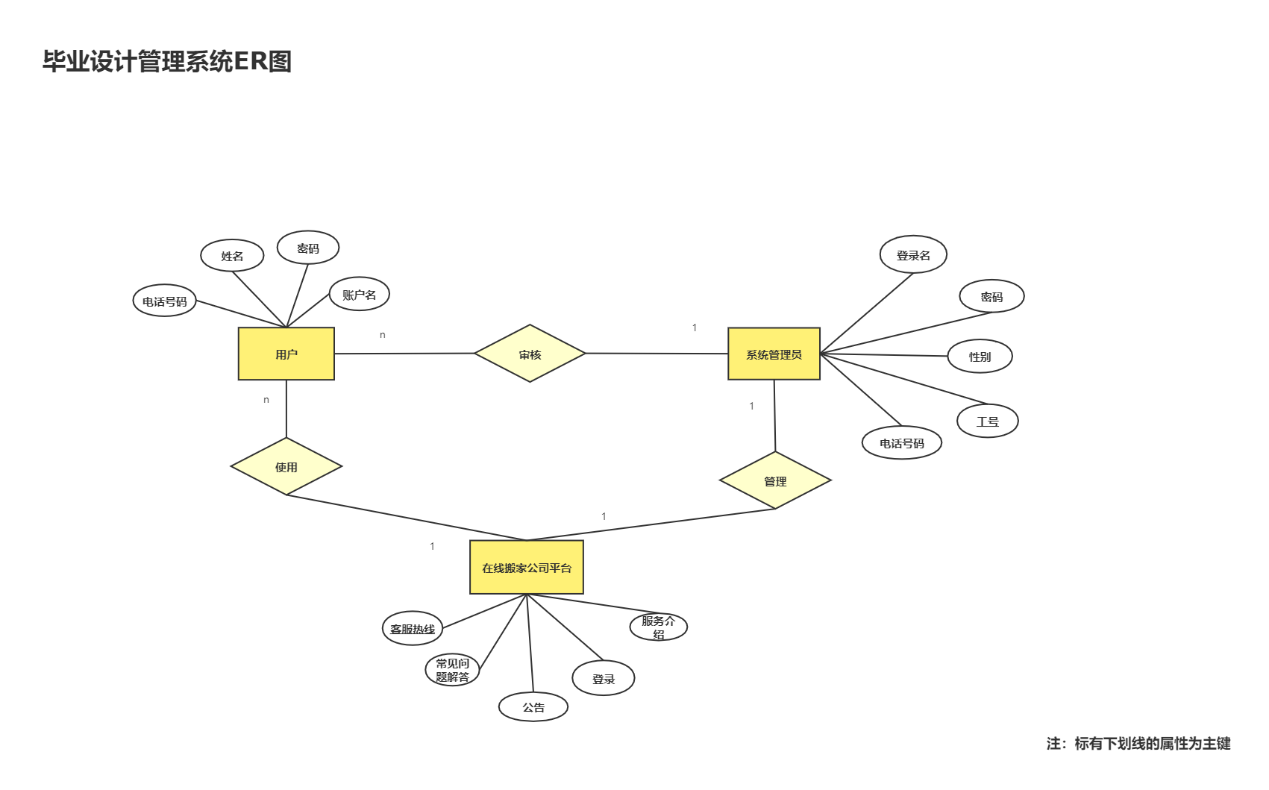 毕业设计管理系统ER图
密码
登录名
姓名
账户名
密码
电话号码
n
1
用户
审核
系统管理员
性别
n
1
工号
电话号码
使用
管理
1
1
在线搬家公司平台
客服热线
服务介
绍
常见问
题解答
登录
公告
注：标有下划线的属性为主键